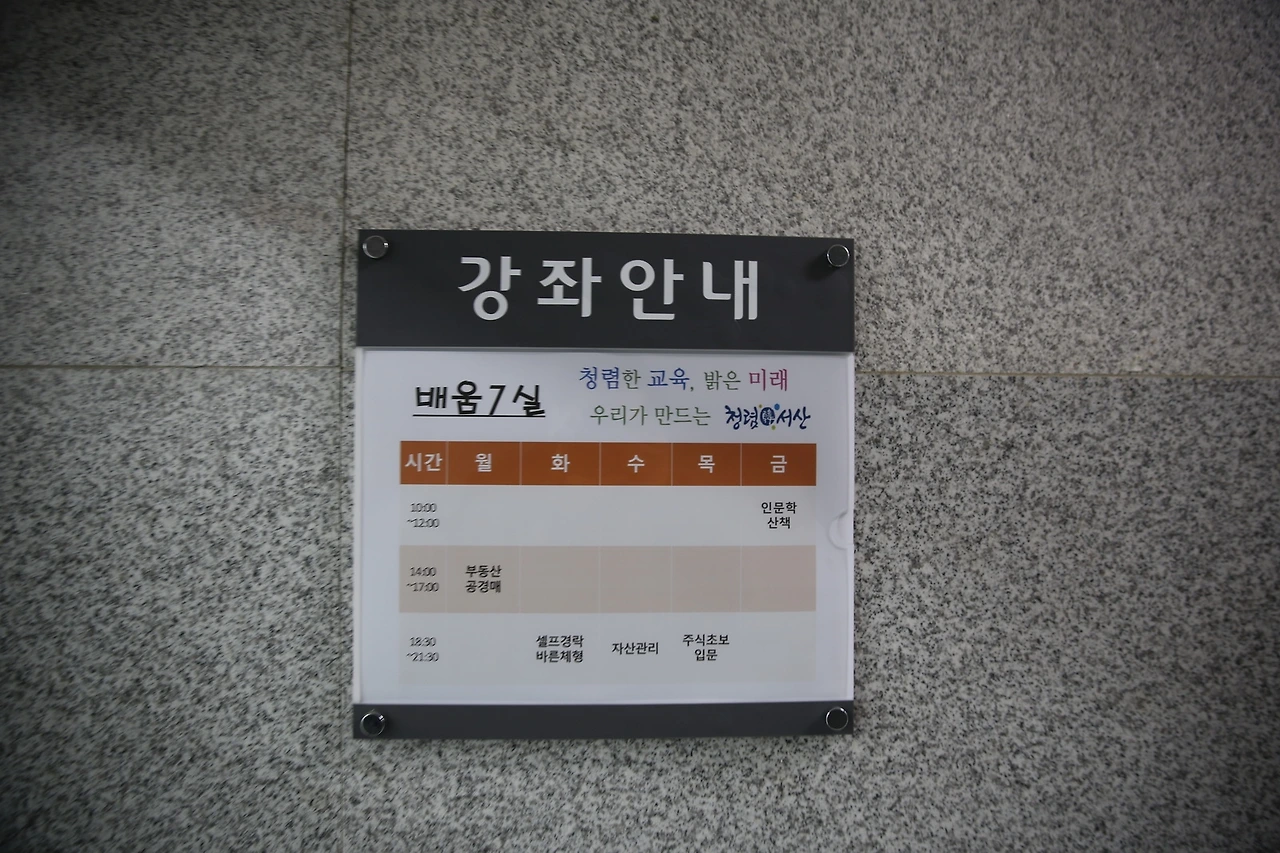 강좌안내
배움7실
청렴한 교육, 밝은 미래
우리가 만드는 청렴 서산
시간 월 화 수 목 금
10:00
~12:00
인문학
산책
14:00
~17:00
부동산
공경매
18:30
~21:30
셀프경락
바른체형
자산관리
주식초보
입문